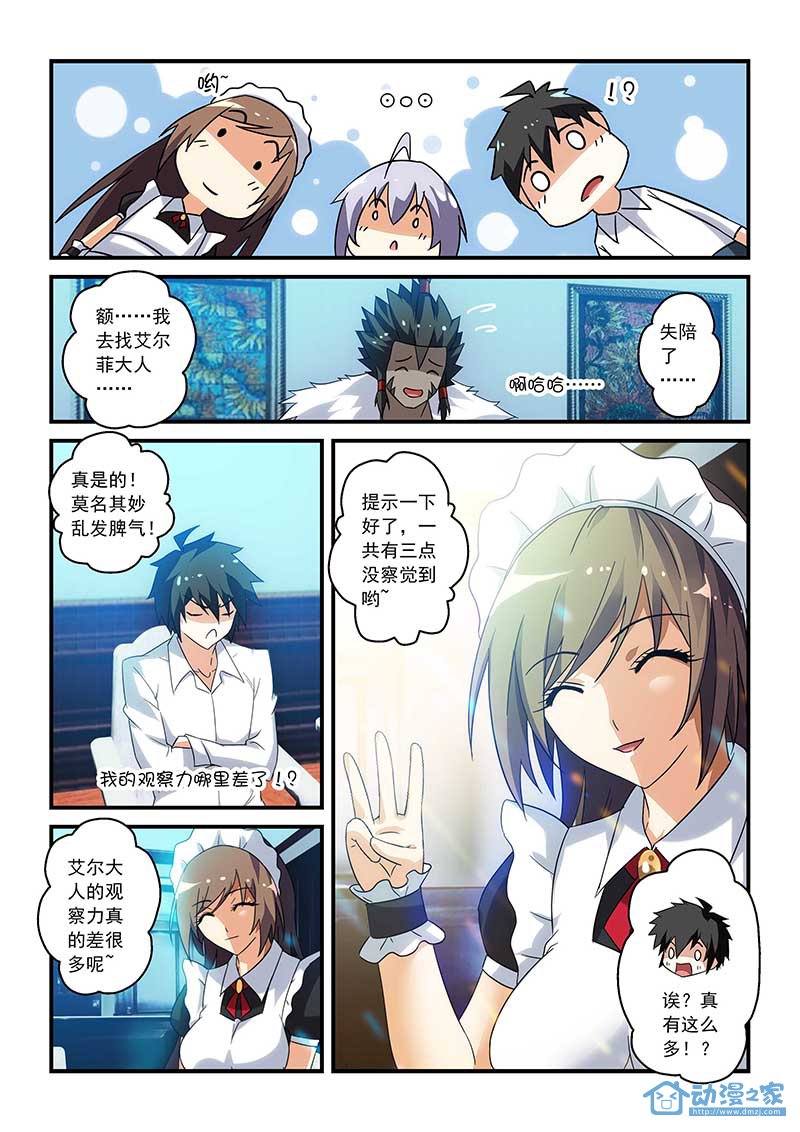 哟~
!?
额……我
去找艾尔
菲大人
……
啊哈哈……
失陪
了
……
真是的！
莫名其妙
乱发脾气！
我的观察力哪里差了!?
提示一下
好了，一
共有三点
没察觉到
哟~
艾尔大
人的观
察力真
的差很
多呢~
诶？真
有这么
多！？
动漫之家
http://www.dmzj.com